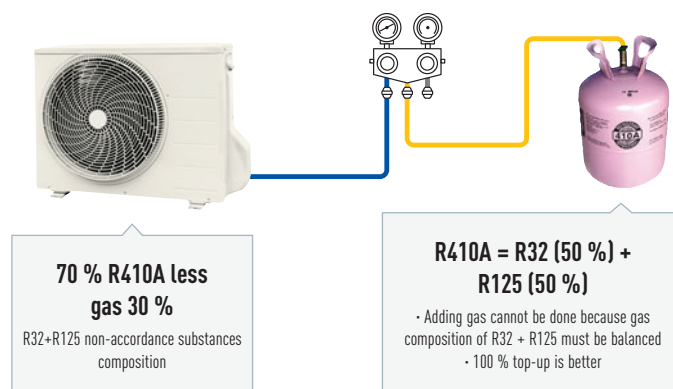 410A
70 % R410A less
gas 30 %
R32+R125 non-accordance substances
composition
R410A = R32 (50 %) +
R125 (50 %)
· Adding gas cannot be done because gas
composition of R32 + R125 must be balanced
· 100 % top-up is better